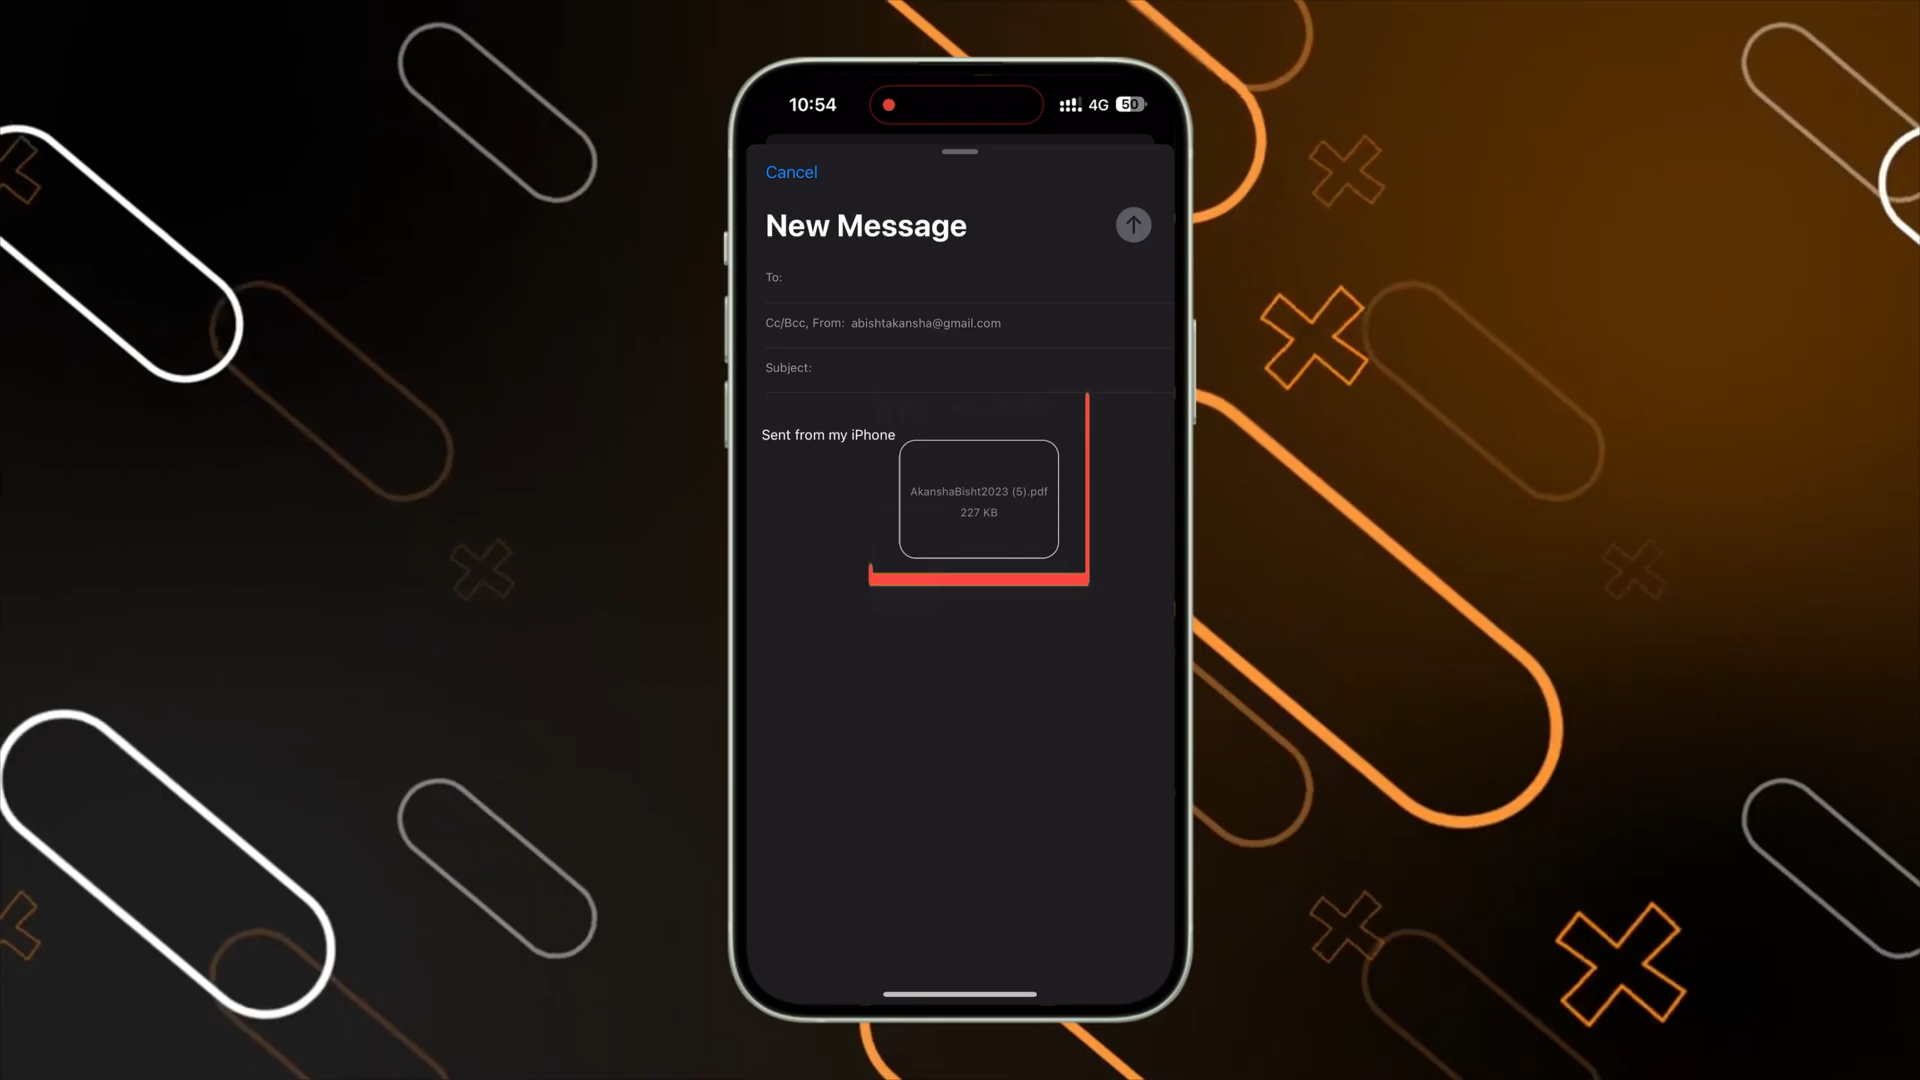 10:54
4G 50
Cancel
New Message
To:
Cc/Bcc, From: abishtakansha@gmail.com
Subject:
Sent from my iPhone
AkanshaBisht2023 (5).pdf
227 KB